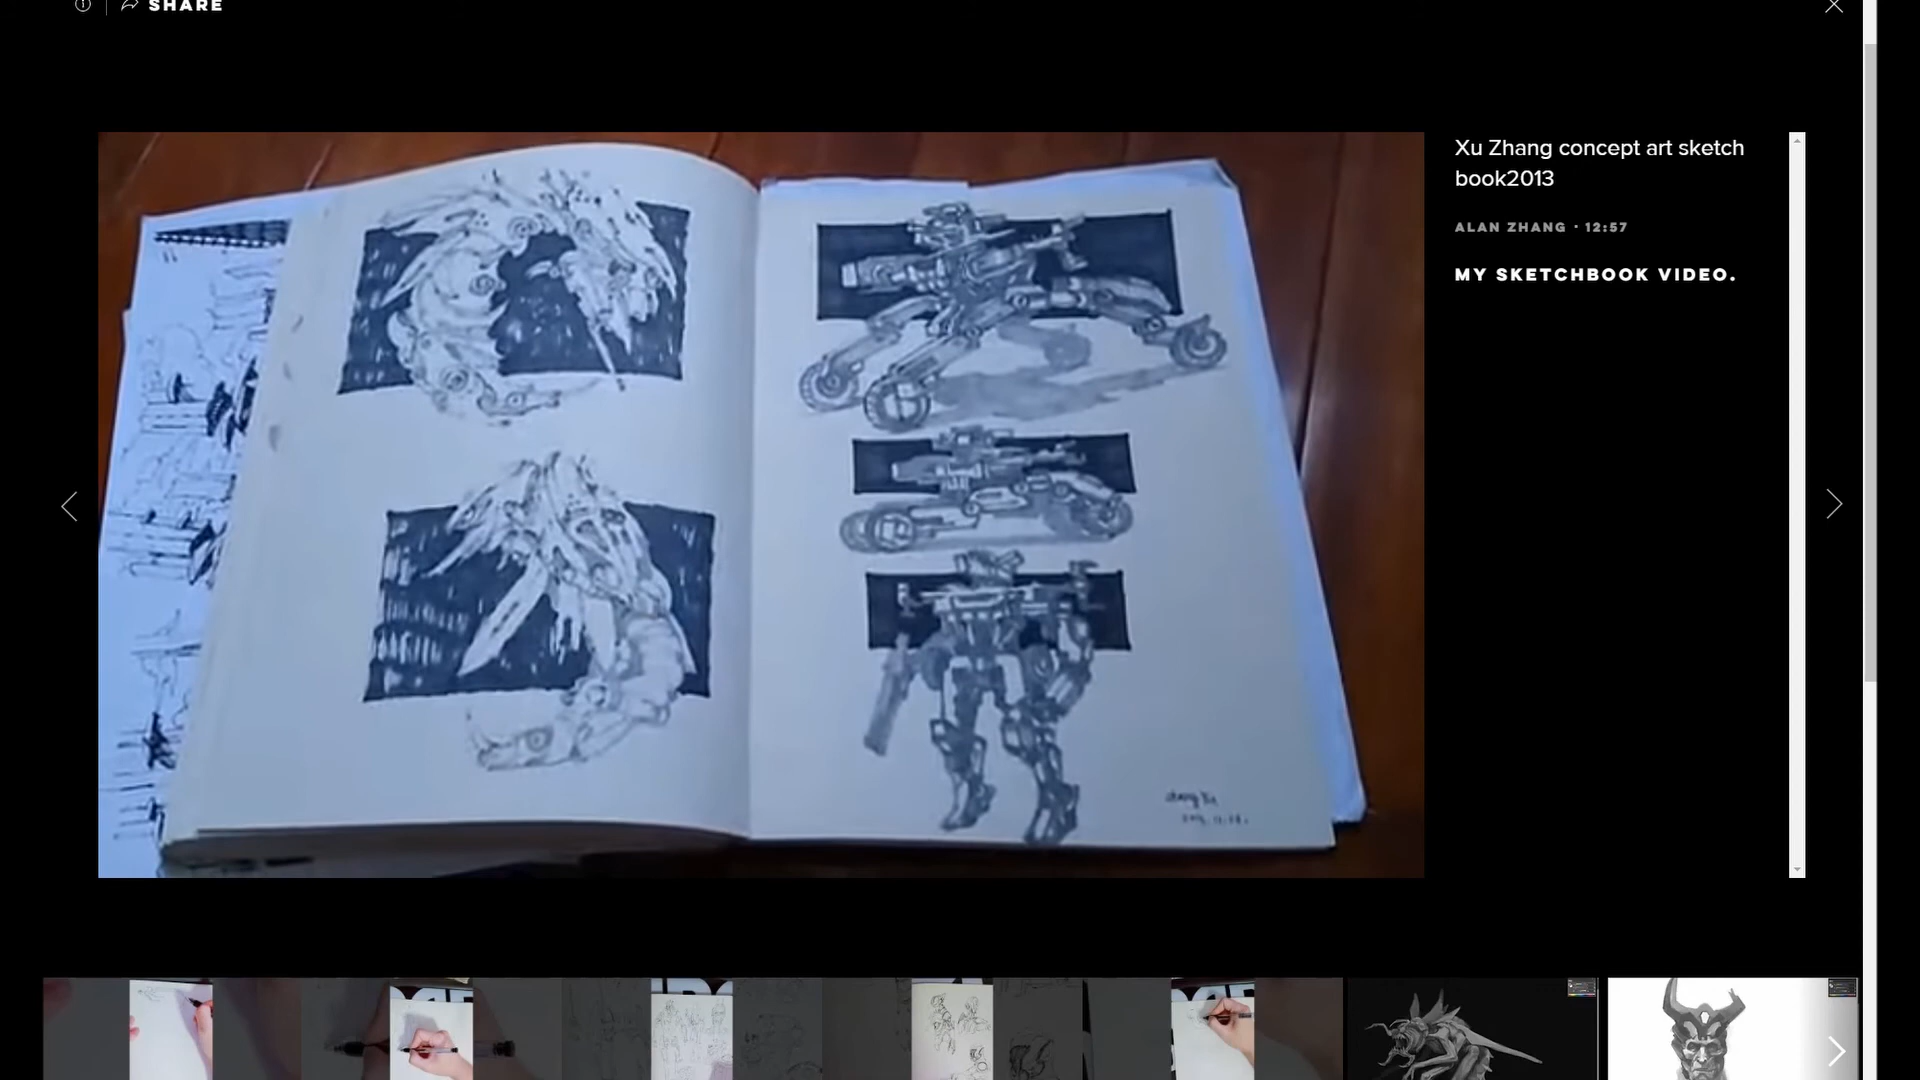 SHARE
Xu Zhang concept art sketch
book2013
ALAN ZHANG · 12:57
MY SKETCHBOOK VIDEO.